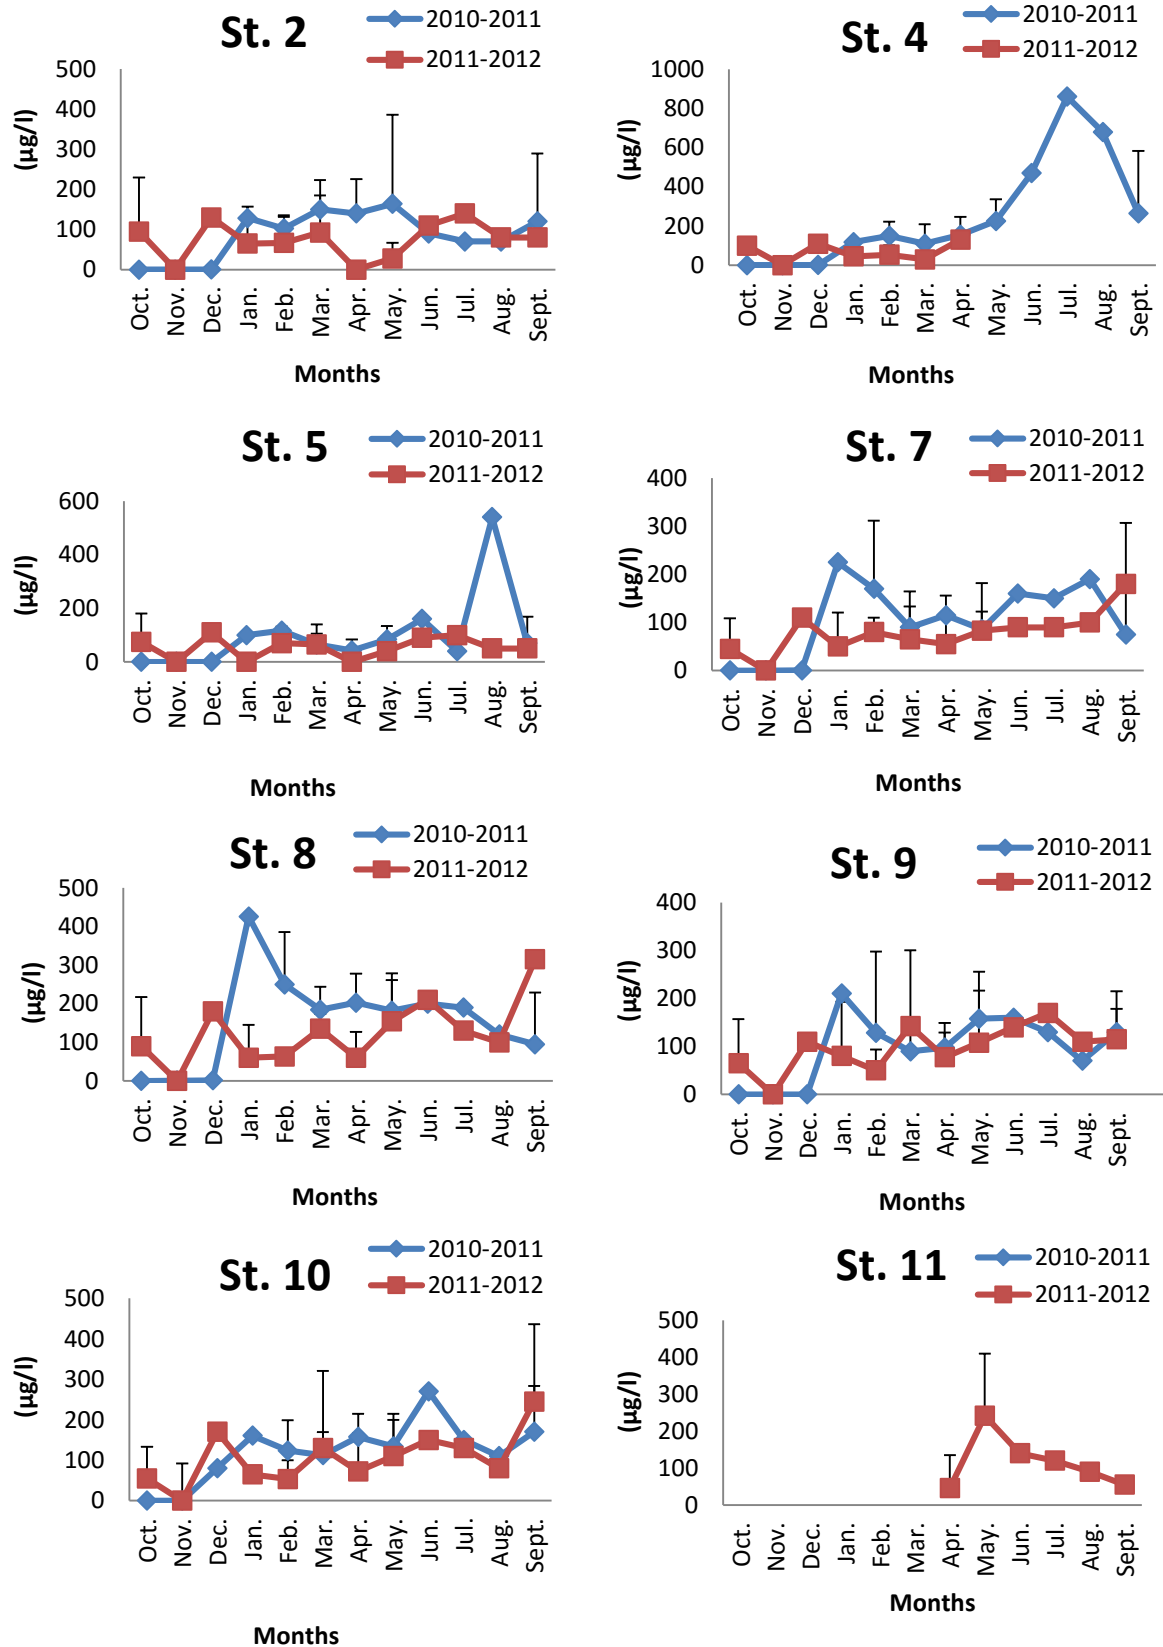 St. 2
2010-2011
2011-2012
(µg/l)
500
400
300
200
100
0
Oct.
Nov.
Dec.
Jan.
Feb.
Mar.
Apr.
May.
Jun.
Jul.
Aug.
Sept.
Months
St. 4
2010-2011
2011-2012
(µg/l)
1000
800
600
400
200
0
Oct.
Nov.
Dec.
Jan.
Feb.
Mar.
Apr.
May.
Jun.
Jul.
Aug.
Sept.
Months
St. 5
2010-2011
2011-2012
(µg/l)
600
400
200
0
Oct.
Nov.
Dec.
Jan.
Feb.
Mar.
Apr.
May.
Jun.
Jul.
Aug.
Sept.
Months
St. 7
2010-2011
2011-2012
(µg/l)
400
300
200
100
0
Oct.
Nov.
Dec.
Jan.
Feb.
Mar.
Apr.
May.
Jun.
Jul.
Aug.
Sept.
Months
St. 8
2010-2011
2011-2012
(µg/l)
500
400
300
200
100
0
Oct.
Nov.
Dec.
Jan.
Feb.
Mar.
Apr.
May.
Jun.
Jul.
Aug.
Sept.
Months
St. 9
2010-2011
2011-2012
(µg/l)
400
300
200
100
0
Oct.
Nov.
Dec.
Jan.
Feb.
Mar.
Apr.
May.
Jun.
Jul.
Aug.
Sept.
Months
St. 10
2010-2011
2011-2012
(µg/l)
500
400
300
200
100
0
Oct.
Nov.
Dec.
Jan.
Feb.
Mar.
Apr.
May.
Jun.
Jul.
Aug.
Sept.
Months
St. 11
2010-2011
2011-2012
(µg/l)
500
400
300
200
100
0
Oct.
Nov.
Dec.
Jan.
Feb.
Mar.
Apr.
May.
Jun.
Jul.
Aug.
Sept.
Months